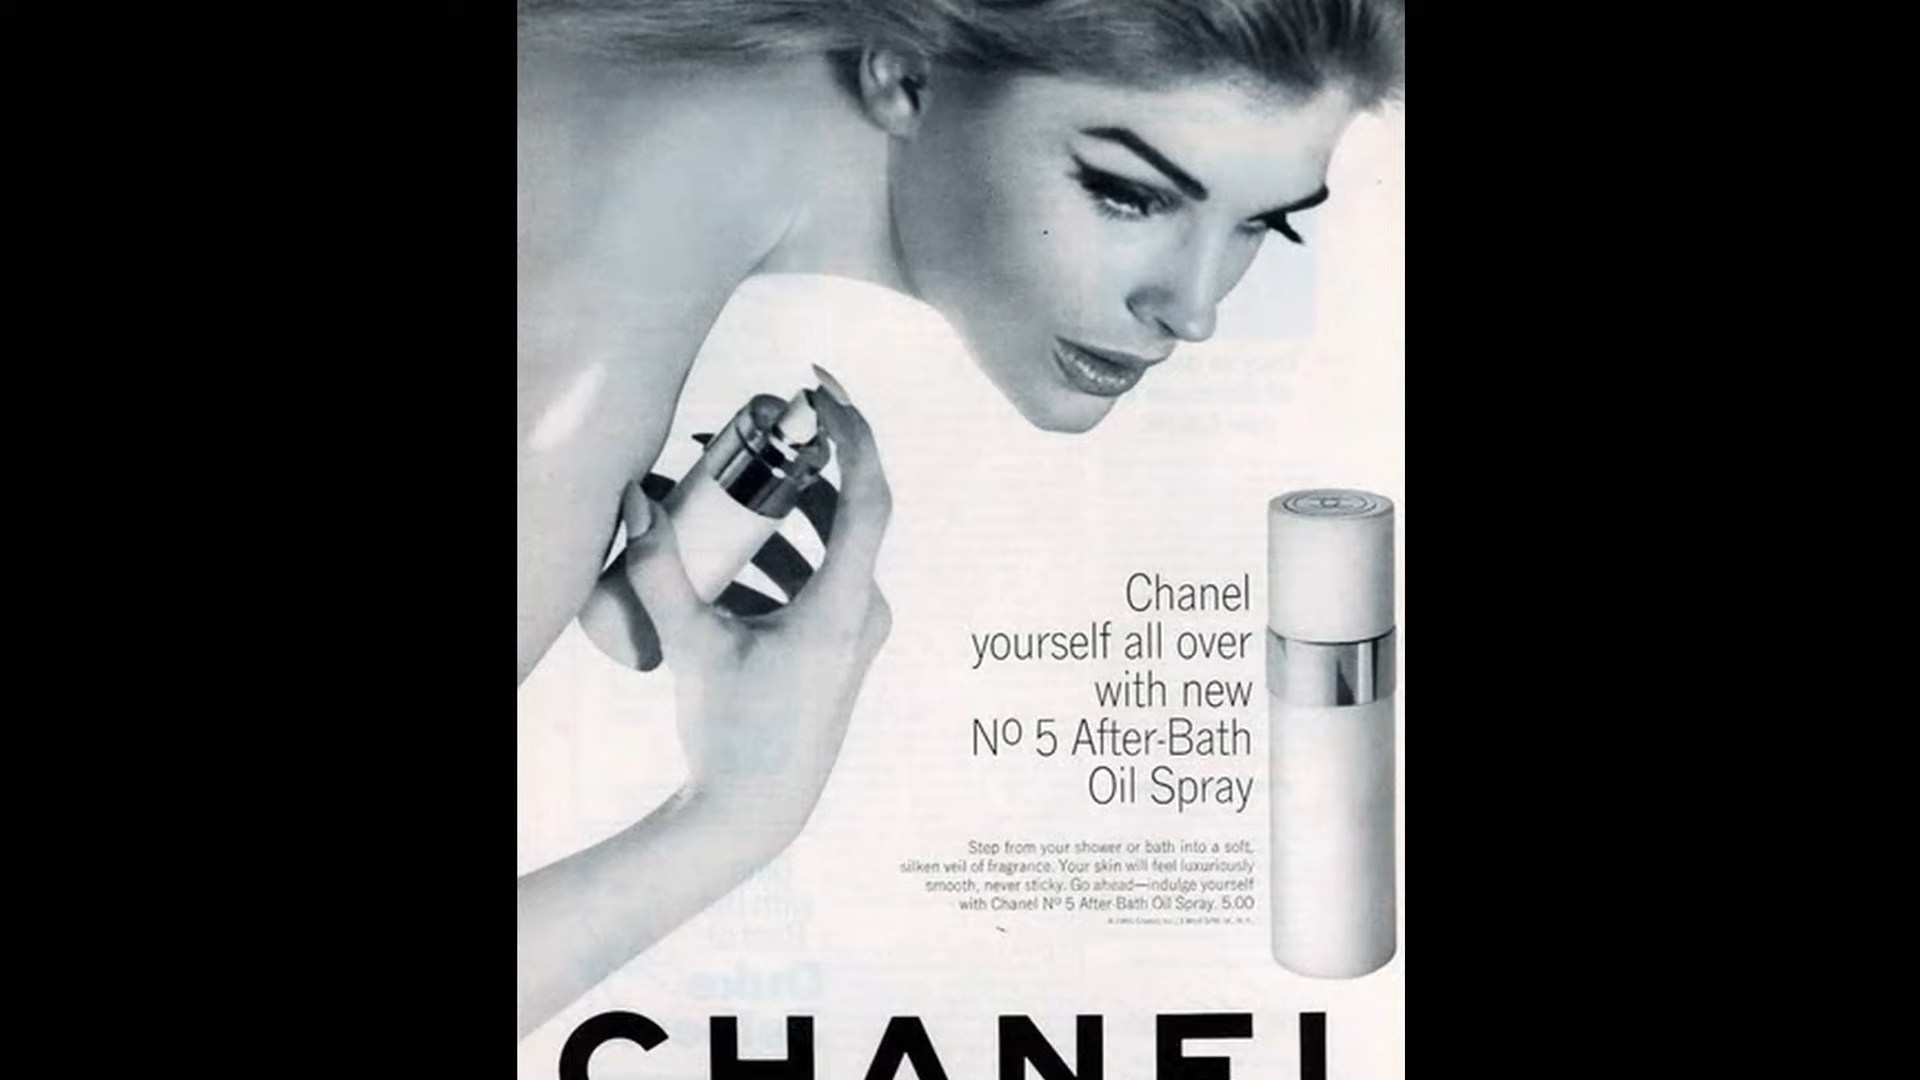 Chanel
yourself all over
with new
Nº 5 After-Bath
Oil Spray
Step from your shower or bath into a soft,
silken veil of fragrance. Your skin will feel luxuriously
smooth, never sticky. Go ahead—indulge yourself
with Chanel Nº 5 After-Bath Oil Spray. 5.00
CHANEL